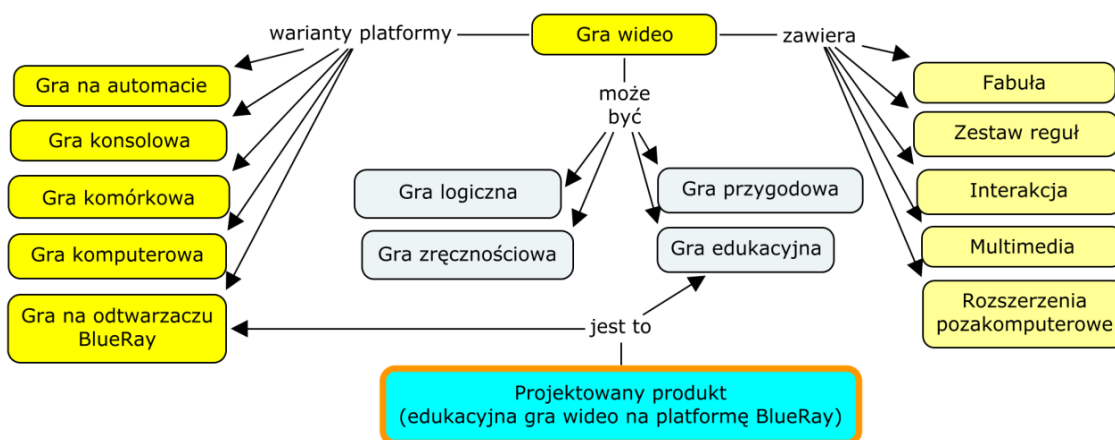 warianty platformy
Gra wideo
zawiera
Gra na automacie
Gra konsolowa
Gra komórkowa
Gra komputerowa
Gra na odtwarzaczu
BlueRay
może
być
Gra logiczna
Gra zręcznościowa
Gra przygodowa
Gra edukacyjna
Fabuła
Zestaw reguł
Interakcja
Multimedia
Rozszerzenia
pozakomputerowe
jest to
Projektowany produkt
(edukacyjna gra wideo na platformę BlueRay)